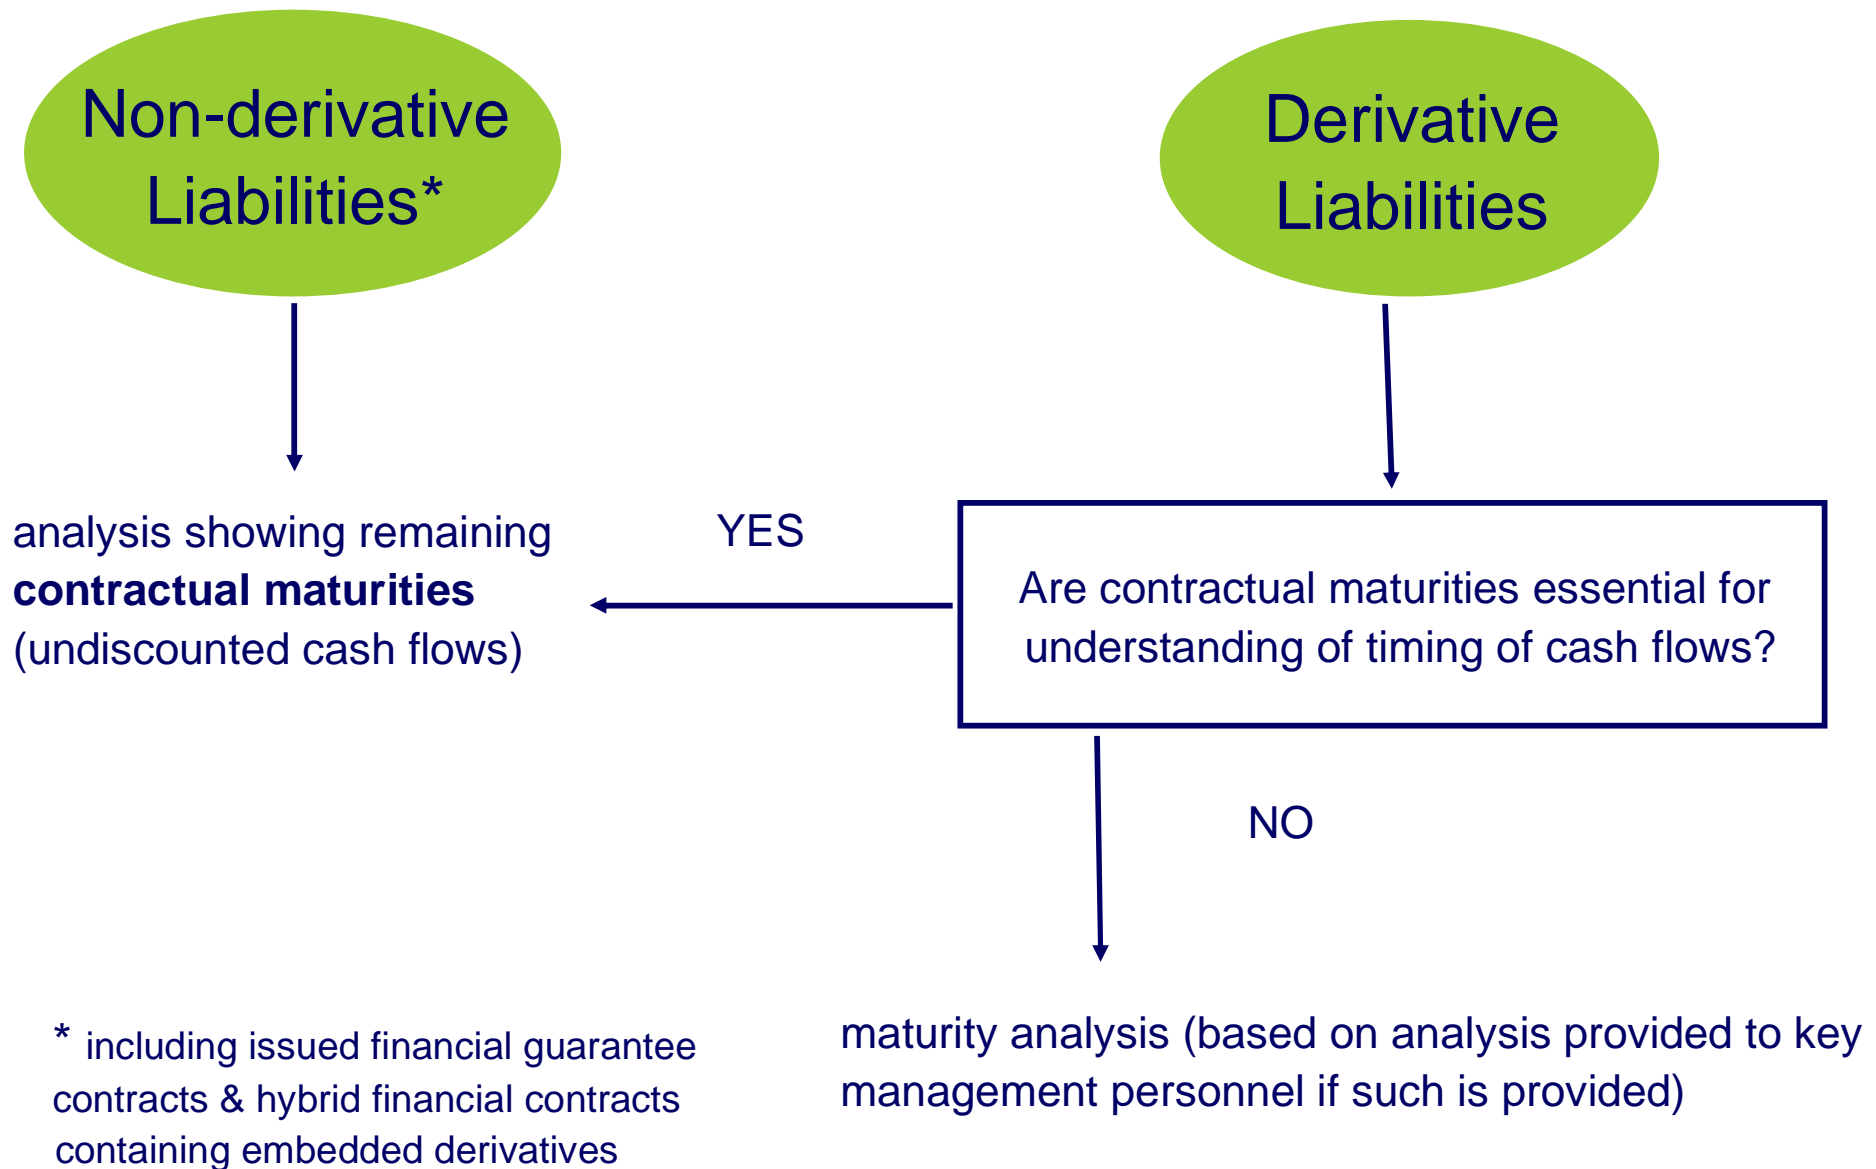 Non-derivative
Liabilities*
Derivative
Liabilities
analysis showing remaining
contractual maturities
(undiscounted cash flows)
YES
Are contractual maturities essential for
understanding of timing of cash flows?
NO
maturity analysis (based on analysis provided to key
management personnel if such is provided)
* including issued financial guarantee
contracts & hybrid financial contracts
containing embedded derivatives